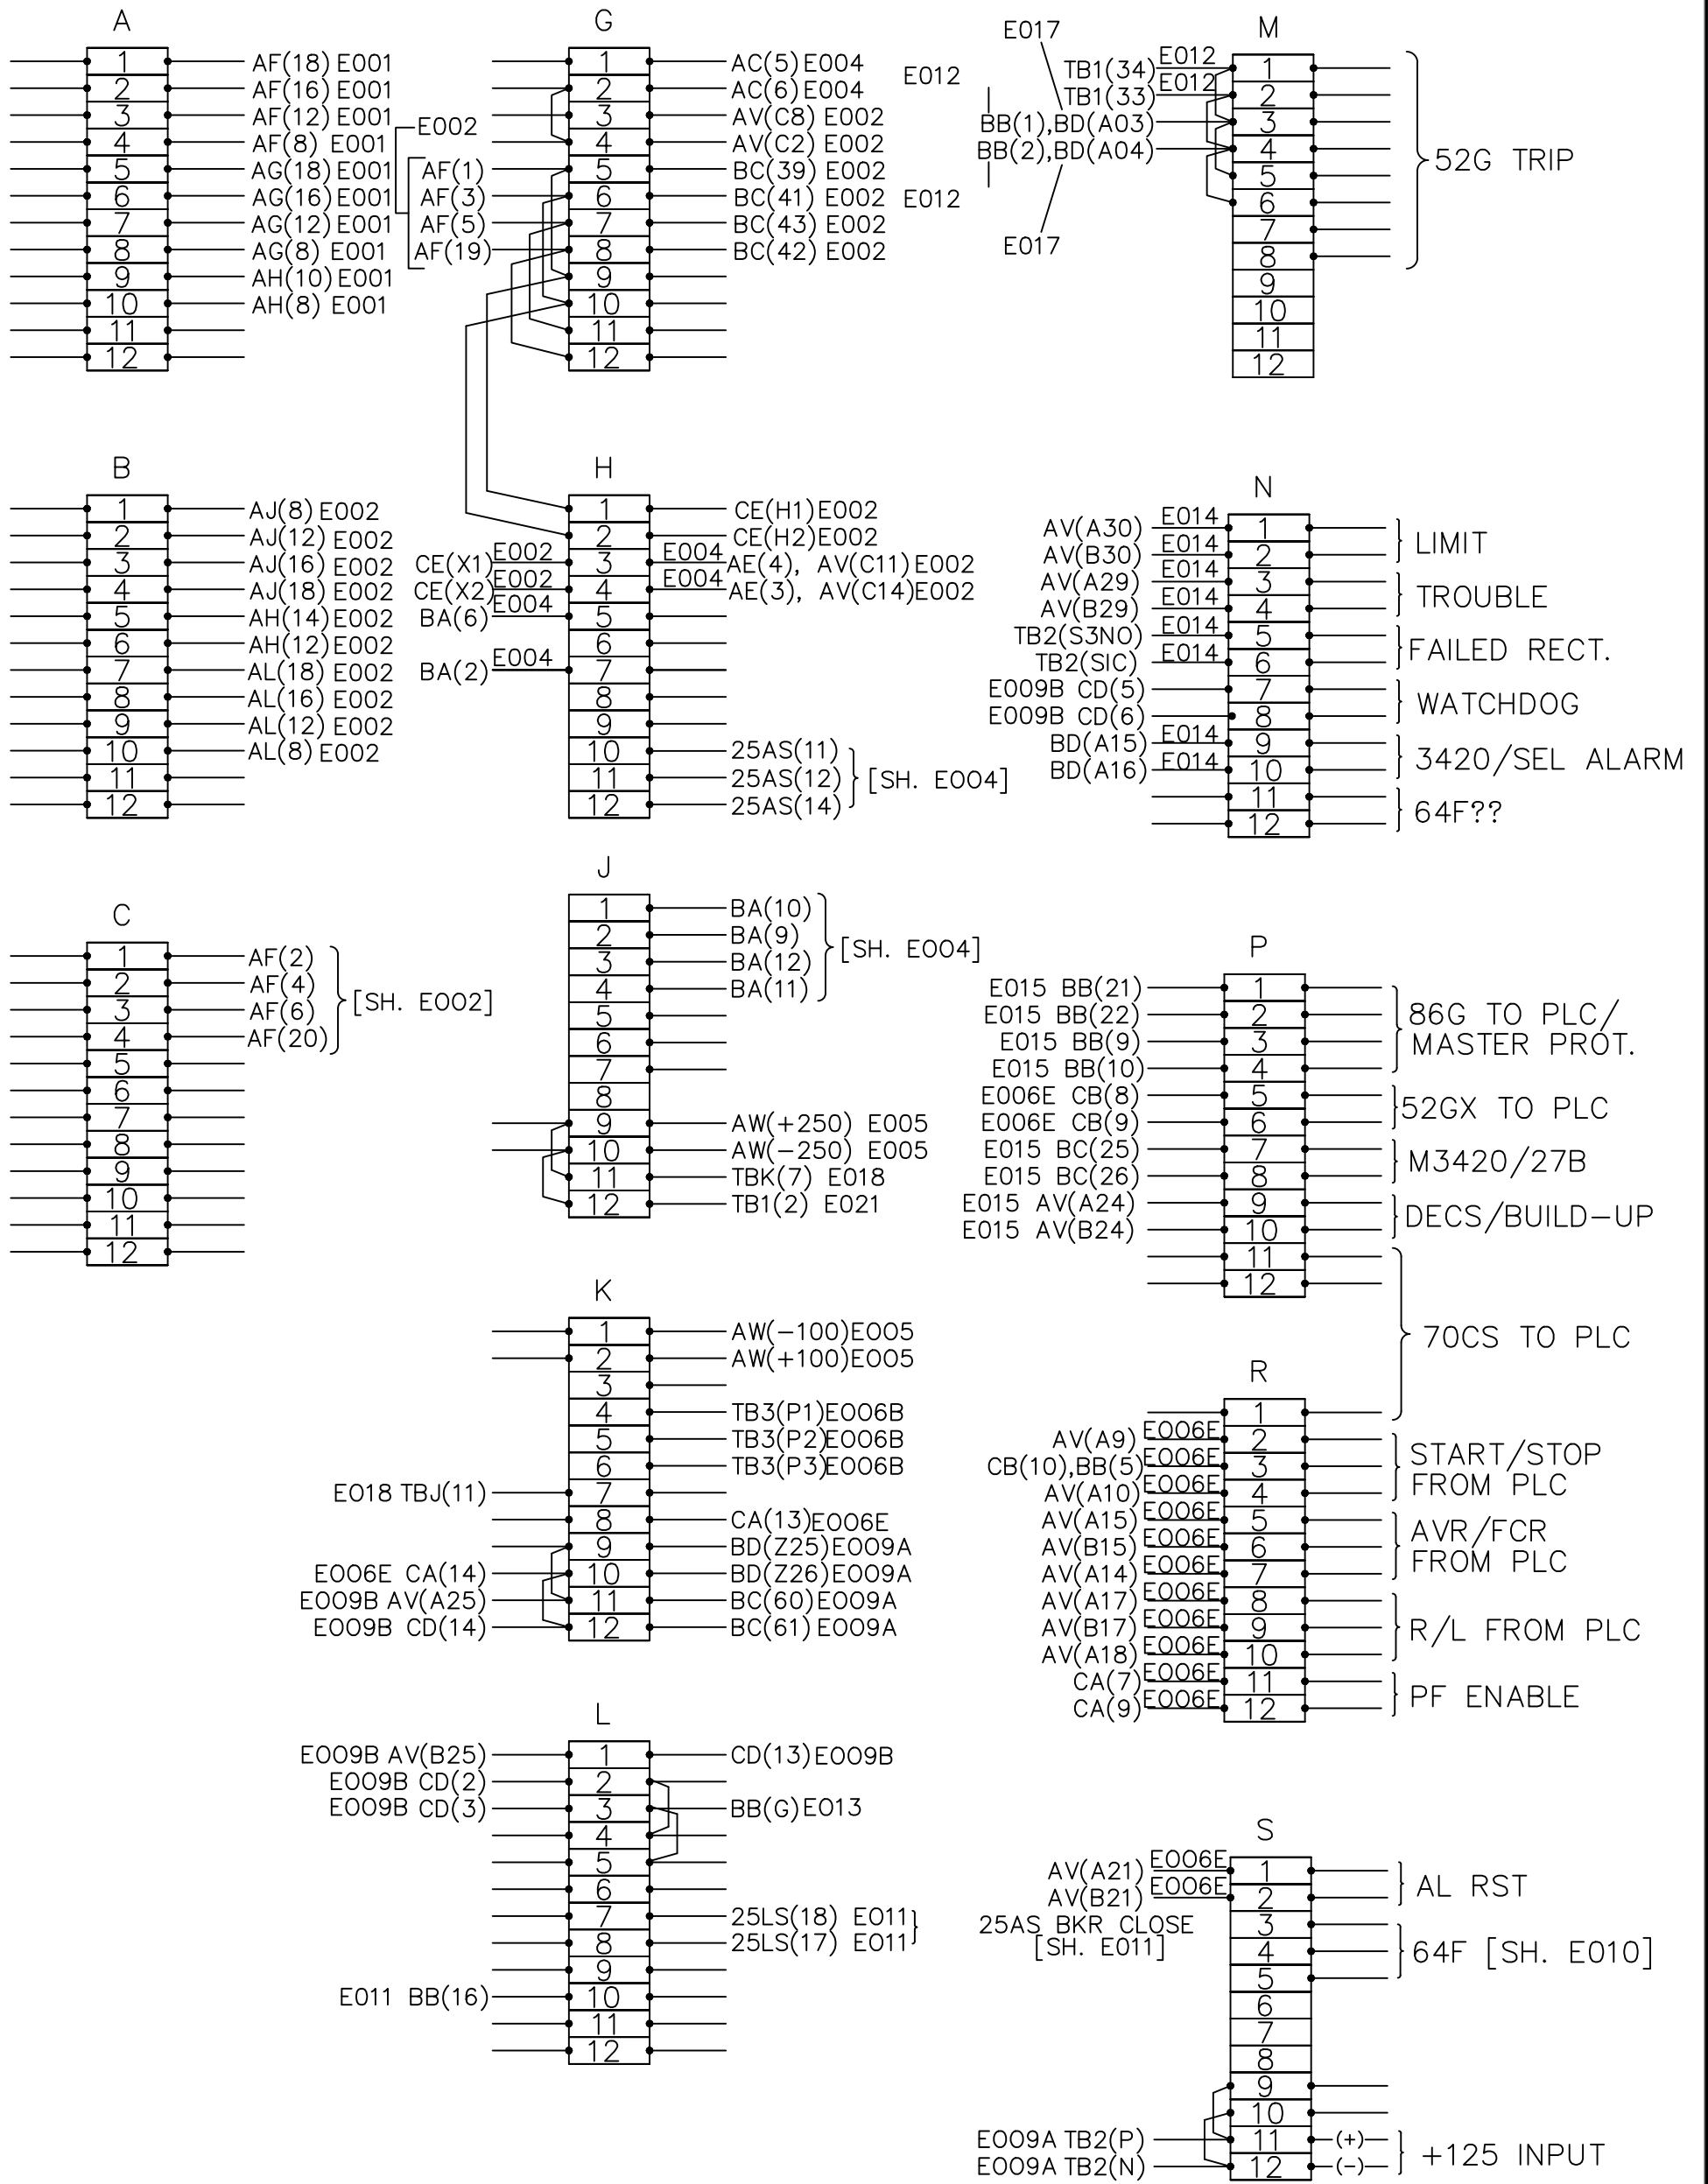 A
1 AF(18) E001
2 AF(16) E001
3 AF(12) E001
4 AF(8) E001
5 AG(18) E001
6 AG(16) E001
7 AG(12) E001
8 AG(8) E001
9 AH(10) E001
10 AH(8) E001
11
12
B
1 AJ(8) E002
2 AJ(12) E002
3 AJ(16) E002
4 AJ(18) E002
5 AH(14) E002
6 AH(12) E002
7 AL(18) E002
8 AL(16) E002
9 AL(12) E002
10 AL(8) E002
11
12
C
1 AF(2)
2 AF(4)
3 AF(6)
4 AF(20)
[SH. E002]
5
6
7
8
9
10
11
12
G
E002
1 AC(5) E004
2 AC(6) E004
3 AV(C8) E002
4 AV(C2) E002
AF(1) 5 BC(39) E002
AF(3) 6 BC(41) E002
AF(5) 7 BC(43) E002
AF(19) 8 BC(42) E002
9
10
11
12
H
1 CE(H1) E002
2 CE(H2) E002
CE(X1) E002 3 E004 AE(4), AV(C11) E002
CE(X2) E002 4 E004 AE(3), AV(C14) E002
BA(6) E004 5
6
BA(2) E004 7
8
9
10 25AS(11)
11 25AS(12)
12 25AS(14)
[SH. E004]
J
1 BA(10)
2 BA(9)
3 BA(12)
4 BA(11)
[SH. E004]
5
6
7
8
9 AW(+250) E005
10 AW(-250) E005
11 TBK(7) E018
12 TB1(2) E021
K
1 AW(-100) E005
2 AW(+100) E005
3
4 TB3(P1) E006B
5 TB3(P2) E006B
6 TB3(P3) E006B
E018 TBJ(11) 7
8 CA(13) E006E
9 BD(Z25) E009A
E006E CA(14) 10 BD(Z26) E009A
E009B AV(A25) 11 BC(60) E009A
E009B CD(14) 12 BC(61) E009A
L
E009B AV(B25) 1 CD(13) E009B
E009B CD(2) 2
E009B CD(3) 3 BB(G) E013
4
5
6
7 25LS(18) E011
8 25LS(17) E011
9
E011 BB(16) 10
11
12
M
E017
E012
TB1(34) E012 1
TB1(33) E012 2
BB(1),BD(A03) 3
BB(2),BD(A04) 4
5
E012
6
7
E017
8
9
10
11
12
52G TRIP
N
AV(A30) E014 1
AV(B30) E014 2
LIMIT
AV(A29) E014 3
AV(B29) E014 4
TROUBLE
TB2(S3NO) E014 5
TB2(SIC) E014 6
FAILED RECT.
E009B CD(5) 7
E009B CD(6) 8
WATCHDOG
BD(A15) E014 9
BD(A16) E014 10
3420/SEL ALARM
11
12
64F??
P
E015 BB(21) 1
E015 BB(22) 2
E015 BB(9) 3
E015 BB(10) 4
86G TO PLC/
MASTER PROT.
E006E CB(8) 5
E006E CB(9) 6
52GX TO PLC
E015 BC(25) 7
E015 BC(26) 8
M3420/27B
E015 AV(A24) 9
E015 AV(B24) 10
DECS/BUILD-UP
11
12
70CS TO PLC
R
1
AV(A9) E006E 2
CB(10),BB(5) E006E 3
AV(A10) E006E 4
START/STOP
FROM PLC
AV(A15) E006E 5
AV(B15) E006E 6
AV(A14) E006E 7
AVR/FCR
FROM PLC
AV(A17) E006E 8
AV(B17) E006E 9
AV(A18) E006E 10
R/L FROM PLC
CA(7) E006E 11
CA(9) E006E 12
PF ENABLE
S
AV(A21) E006E 1
AV(B21) E006E 2
AL RST
25AS BKR CLOSE
[SH. E011]
3
4
5
64F [SH. E010]
6
7
8
9
10
E009A TB2(P) 11 (+)
E009A TB2(N) 12 (-)
+125 INPUT